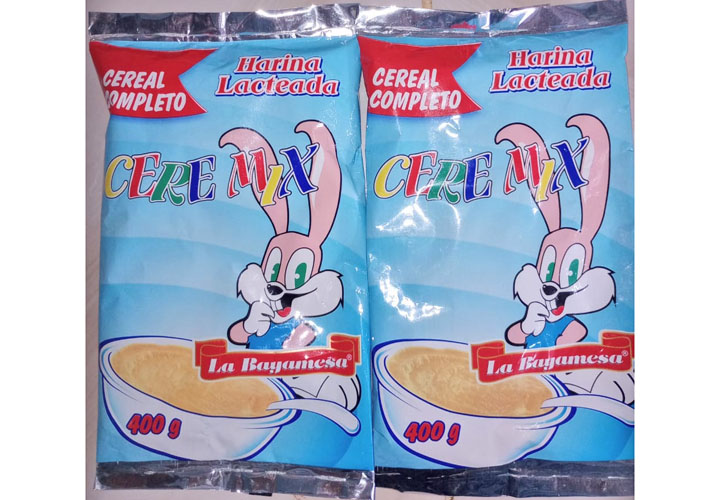 CEREAL
COMPLETO
Harina
Lacteada
CERE MIX
La Bayamesa®
400 g
CEREAL
COMPLETO
Harina
Lacteada
CERE MIX
La Bayamesa®
400 g